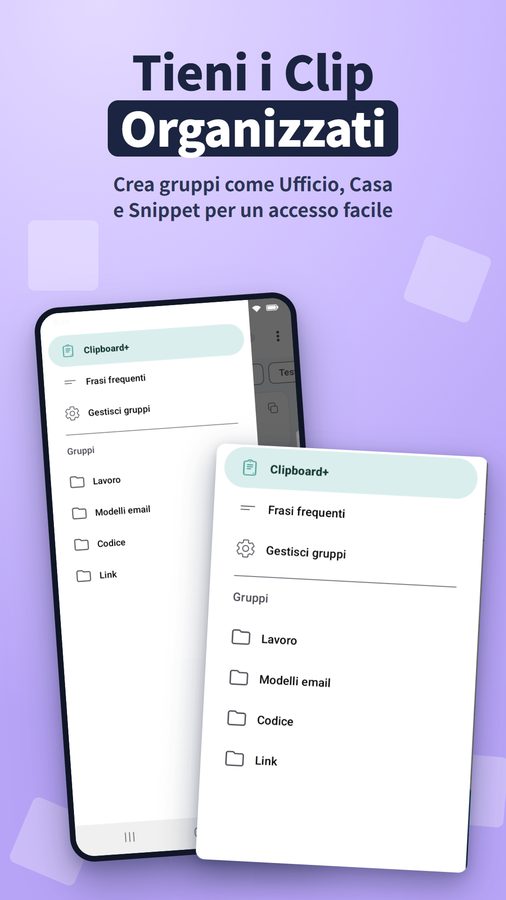 Tieni i Clip
Organizzati
Crea gruppi come Ufficio, Casa
e Snippet per un accesso facile
Clipboard+
Frasi frequenti
Gestisci gruppi
Gruppi
Lavoro
Modelli email
Codice
Link
Clipboard+
Frasi frequenti
Gestisci gruppi
Gruppi
Lavoro
Modelli email
Codice
Link